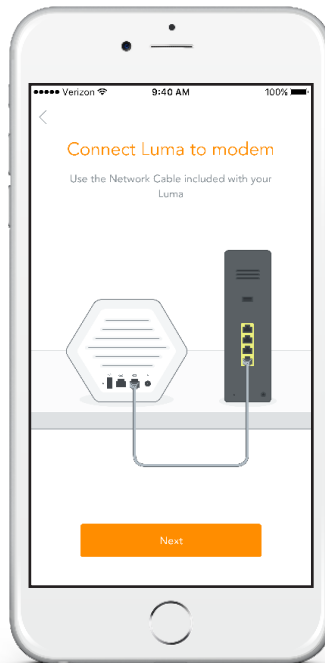 Verizon 9:40 AM 100%
Connect Luma to modem
Use the Network Cable included with your
Luma
Next